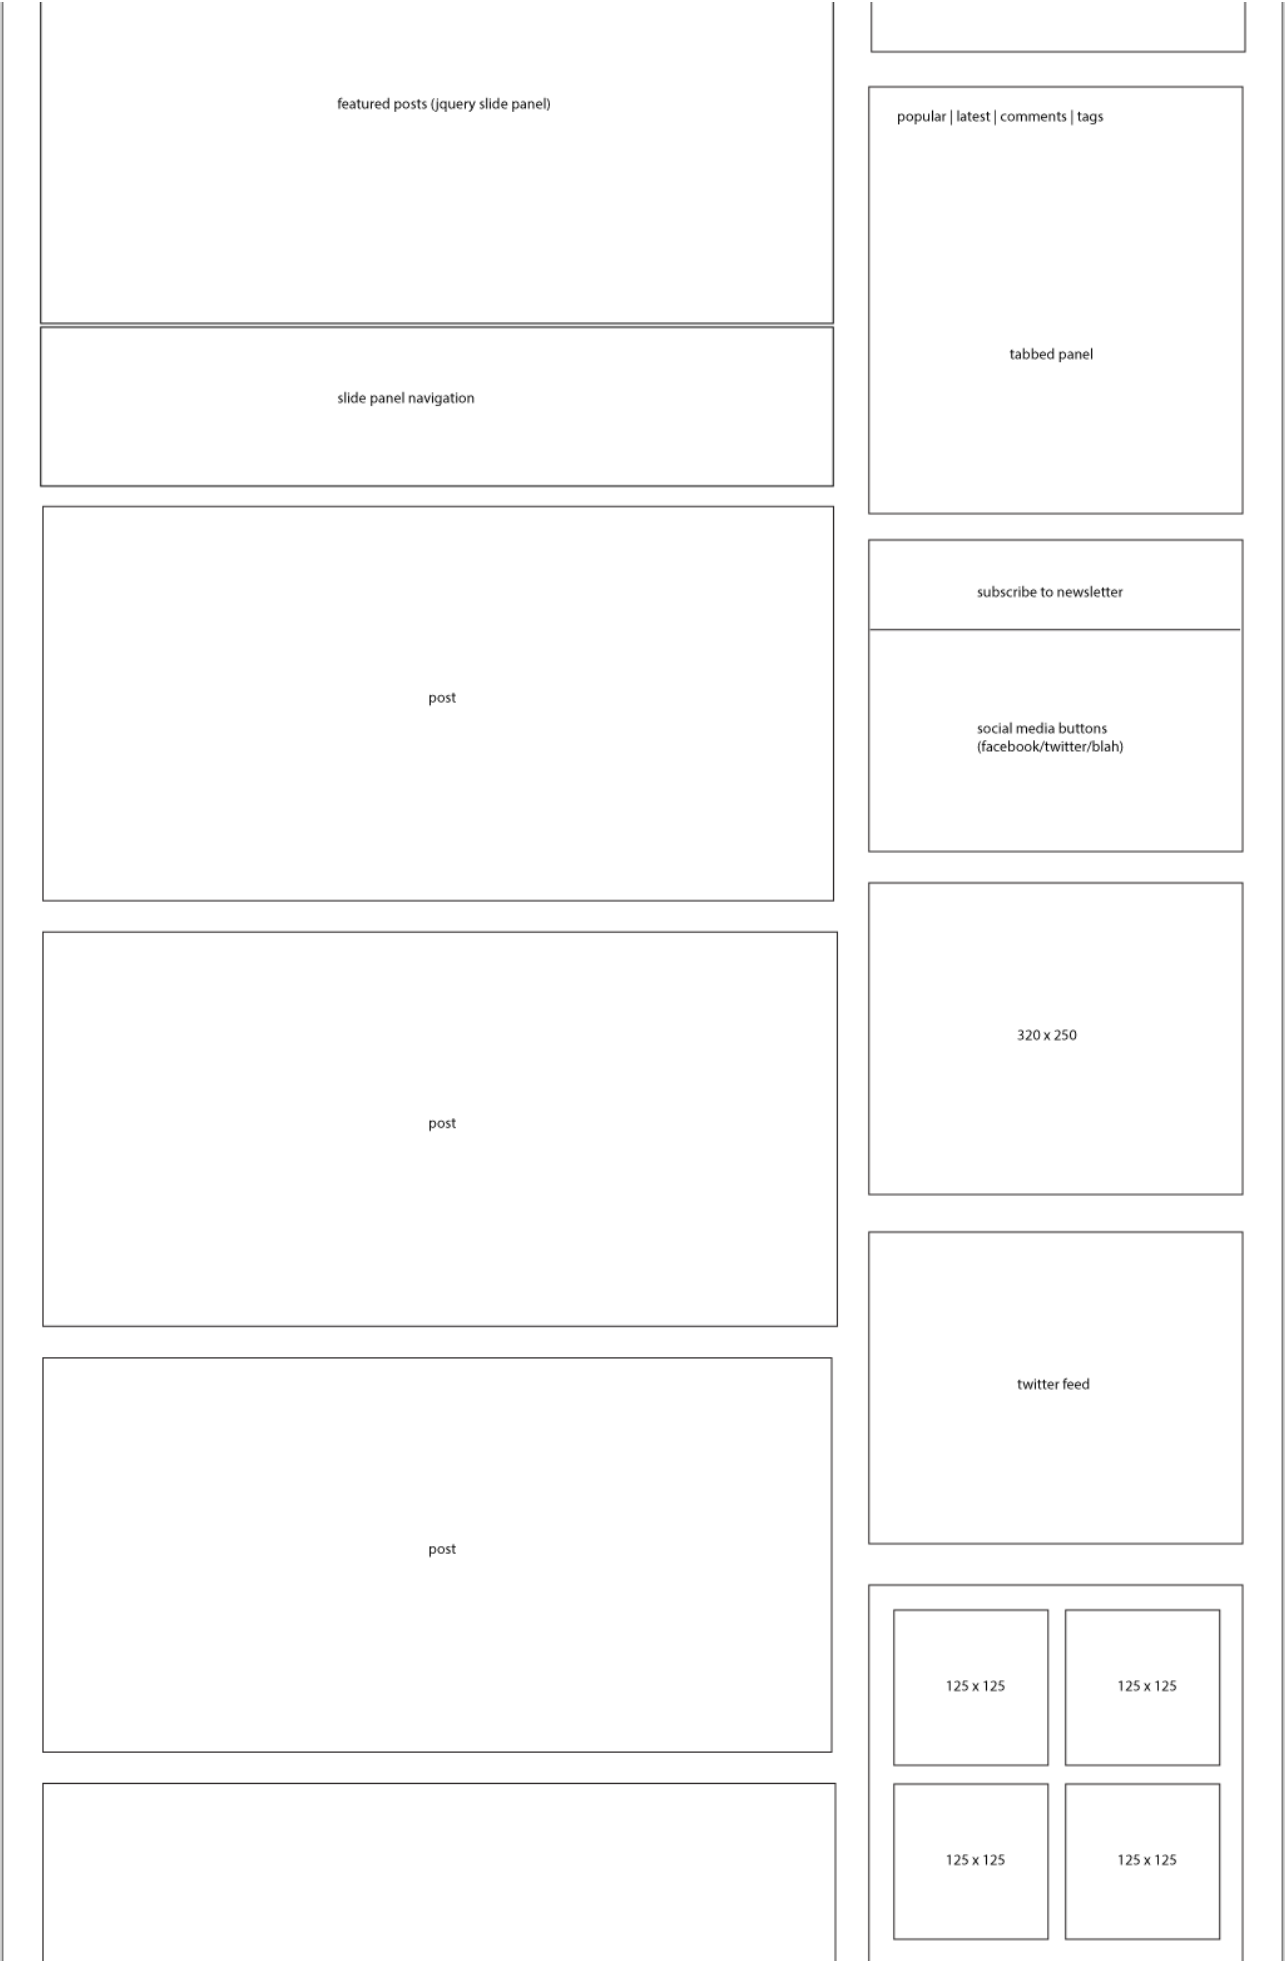 featured posts (jquery slide panel)
slide panel navigation
post
post
post
popular | latest | comments | tags
tabbed panel
subscribe to newsletter
social media buttons
(facebook/twitter/blah)
320 x 250
twitter feed
125 x 125
125 x 125
125 x 125
125 x 125